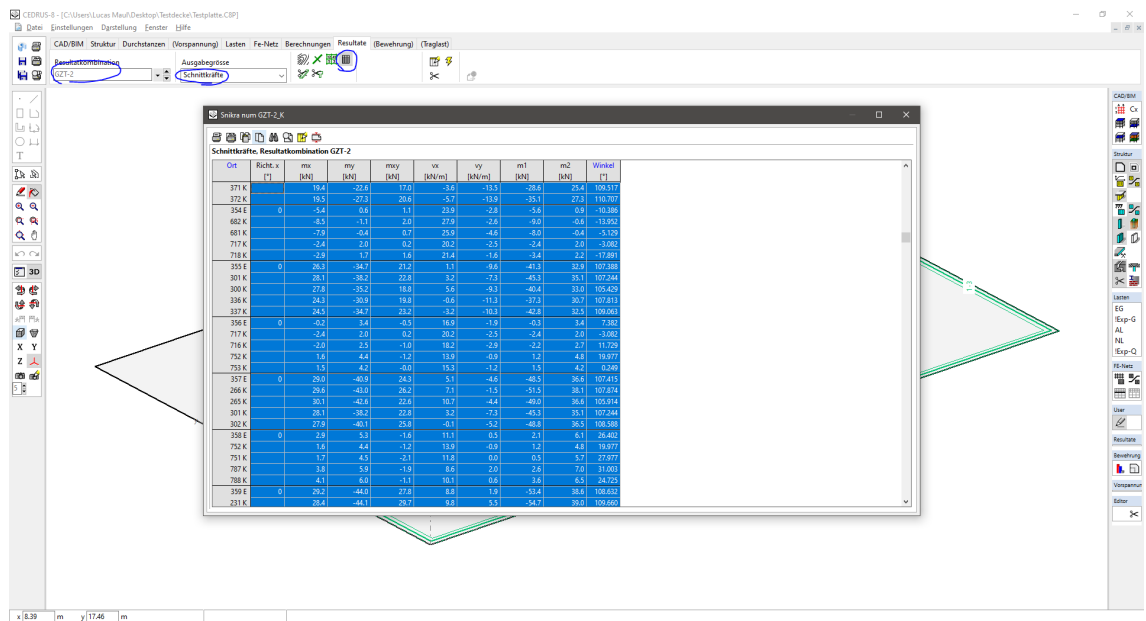 CEDRUS-8 - [C:\Users\Lucas Maul\Desktop\Testdecke\Testplatte.C8P]
Datei Einstellungen Darstellung Fenster Hilfe
CAD/BIM Struktur Durchstanzen (Vorspannung) Lasten Fe-Netz Berechnungen Resultate (Bewehrung) (Traglast)
Resultatkombination Ausgabegrösse
GZT-2 Schnittkräfte
Snikra num GZT-2_K
Schnittkräfte, Resultatkombination GZT-2
Ort Richt. x mx my mxy vx vy m1 m2 Winkel
[°] [kN] [kN] [kN] [kN/m] [kN/m] [kN] [kN] [°]
371 K 19.4 -22.6 17.0 -3.6 -13.5 -28.6 25.4 109.517
372 K 19.5 -27.3 20.6 -5.7 -13.9 -35.1 27.3 110.707
354 E 0 -5.4 0.6 1.1 23.9 -2.8 -5.6 0.9 -10.386
682 K -8.5 -1.1 2.0 27.9 -2.6 -9.0 -0.6 -13.952
681 K -7.9 -0.4 0.7 25.9 -4.6 -8.0 -0.4 -5.129
717 K -2.4 2.0 0.2 20.2 -2.5 -2.4 2.0 -3.082
718 K -2.9 1.7 1.6 21.4 -1.6 -3.4 2.2 -17.891
355 E 0 26.3 -34.7 21.2 1.1 -9.6 -41.3 32.9 107.388
301 K 28.1 -38.2 22.8 3.2 -7.3 -45.3 35.1 107.244
300 K 27.8 -35.2 18.8 5.6 -9.3 -40.4 33.0 105.429
336 K 24.3 -30.9 19.8 -0.6 -11.3 -37.3 30.7 107.813
337 K 24.5 -34.7 23.2 -3.2 -10.3 -42.8 32.5 109.063
356 E 0 -0.2 3.4 -0.5 16.9 -1.9 -0.3 3.4 7.382
717 K -2.4 2.0 0.2 20.2 -2.5 -2.4 2.0 -3.082
716 K -2.0 2.5 -1.0 18.2 -2.9 -2.2 2.7 11.729
752 K 1.6 4.4 -1.2 13.9 -0.9 1.2 4.8 19.977
753 K 1.5 4.2 -0.0 15.3 -1.2 1.5 4.2 0.249
357 E 0 29.0 -40.9 24.3 5.1 -4.6 -48.5 36.6 107.415
266 K 29.6 -43.0 26.2 7.1 -1.5 -51.5 38.1 107.874
265 K 30.1 -42.6 22.6 10.7 -4.4 -49.0 36.6 105.914
301 K 28.1 -38.2 22.8 3.2 -7.3 -45.3 35.1 107.244
302 K 27.9 -40.1 25.8 -0.1 -5.2 -48.8 36.5 108.588
358 E 0 2.9 5.3 -1.6 11.1 0.5 2.1 6.1 26.402
752 K 1.6 4.4 -1.2 13.9 -0.9 1.2 4.8 19.977
751 K 1.7 4.5 -2.1 11.8 0.0 0.5 5.7 27.977
787 K 3.8 5.9 -1.9 8.6 2.0 2.6 7.0 31.003
788 K 4.1 6.0 -1.1 10.1 0.6 3.6 6.5 24.725
359 E 0 29.2 -44.0 27.8 8.8 1.9 -53.4 38.6 108.632
231 K 28.4 -44.1 29.7 9.8 5.5 -54.7 39.0 109.660
T
3D
X Y
Z
5
1-3
CAD/BIM
Cx
Struktur
Lasten
EG
!Exp-G
AL
NL
!Exp-Q
FE-Netz
User
Resultate
Bewehrung
Vorspannun
Editor
x 8.39 m y 17.46 m